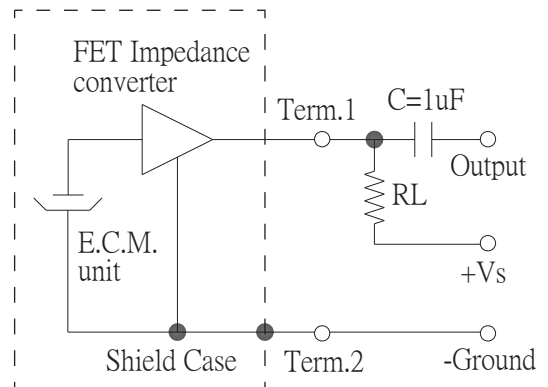 FET Impedance
converter
Term.1
C=1uF
Output
RL
E.C.M.
unit
+Vs
Shield Case
Term.2
-Ground